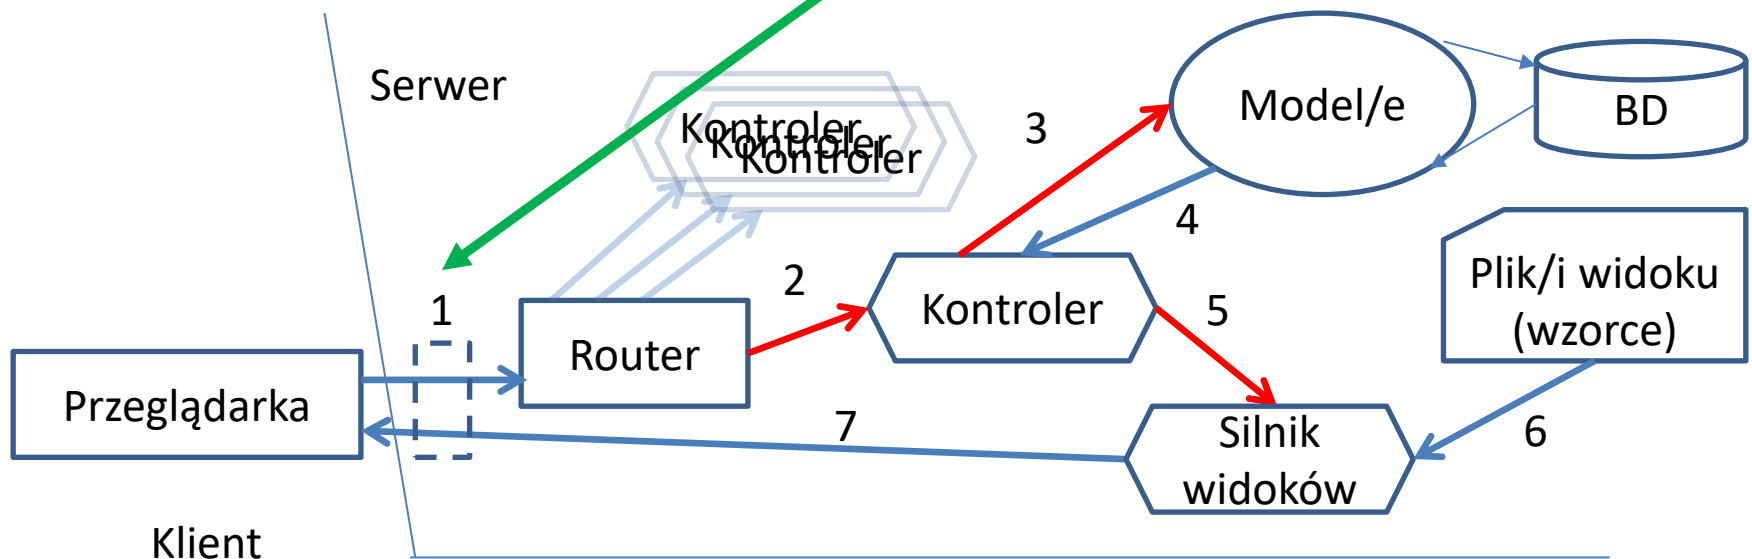 Serwer
Kontroler
Kontroler
Kontroler
3
Model/e
BD
4
1
2
Kontroler
5
Plik/i widoku
(wzorce)
Router
Przeglądarka
7
Silnik
widoków
6
Klient